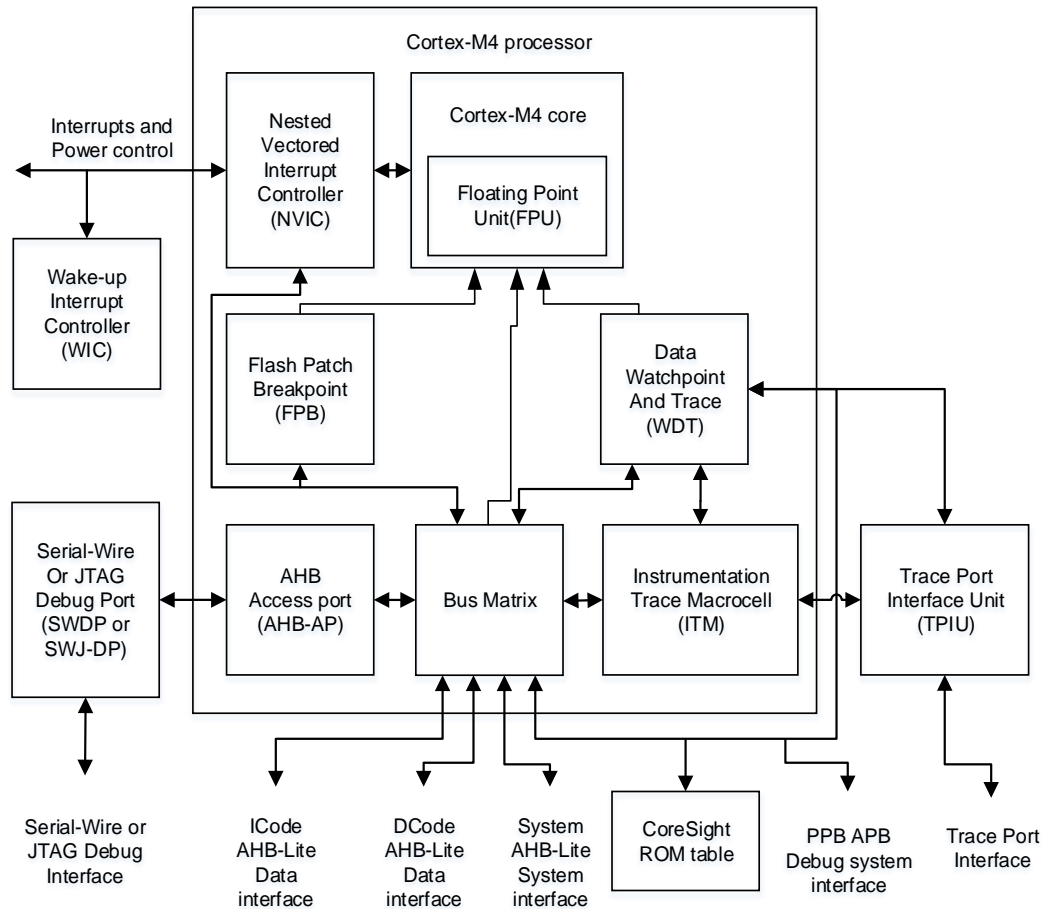 Cortex-M4 processor
Interrupts and
Power control
Nested
Vectored
Interrupt
Controller
(NVIC)
Cortex-M4 core
Floating Point
Unit(FPU)
Wake-up
Interrupt
Controller
(WIC)
Flash Patch
Breakpoint
(FPB)
Data
Watchpoint
And Trace
(WDT)
Serial-Wire
Or JTAG
Debug Port
(SWDP or
SWJ-DP)
AHB
Access port
(AHB-AP)
Bus Matrix
Instrumentation
Trace Macrocell
(ITM)
Trace Port
Interface Unit
(TPIU)
Serial-Wire or
JTAG Debug
Interface
ICode
AHB-Lite
Data
interface
DCode
AHB-Lite
Data
interface
System
AHB-Lite
System
interface
CoreSight
ROM table
PPB APB
Debug system
interface
Trace Port
Interface